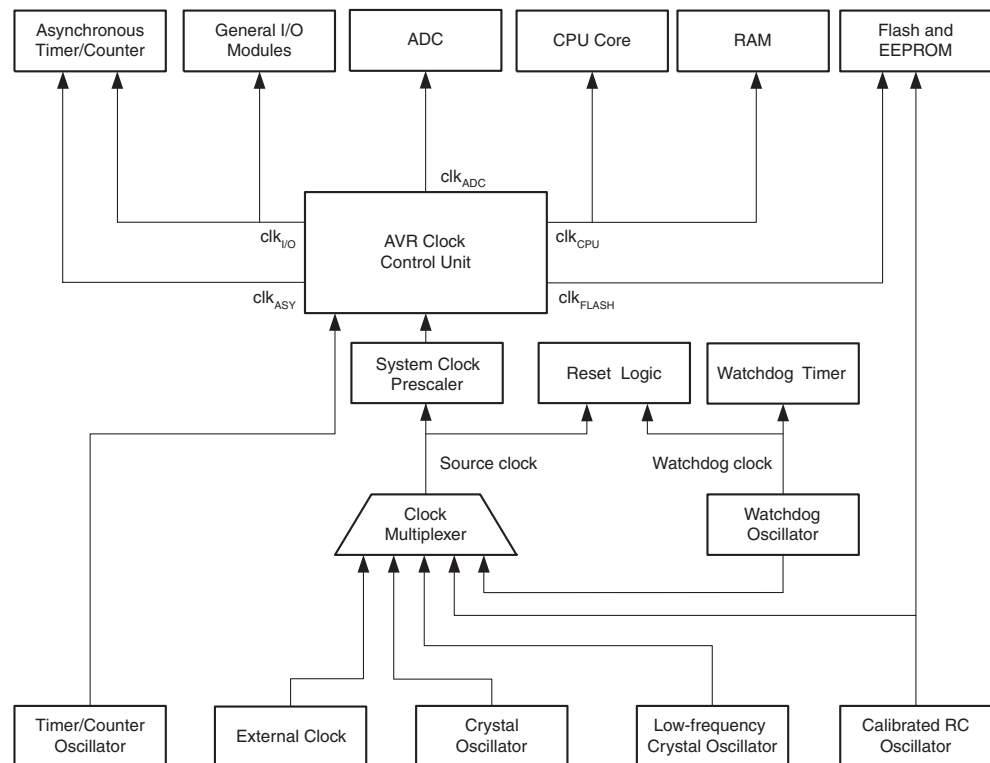 Asynchronous
Timer/Counter
General I/O
Modules
ADC
CPU Core
RAM
Flash and
EEPROM
clkADC
clkI/O
AVR Clock
Control Unit
clkCPU
clkASY
clkFLASH
System Clock
Prescaler
Reset Logic
Watchdog Timer
Source clock
Watchdog clock
Clock
Multiplexer
Watchdog
Oscillator
Timer/Counter
Oscillator
External Clock
Crystal
Oscillator
Low-frequency
Crystal Oscillator
Calibrated RC
Oscillator